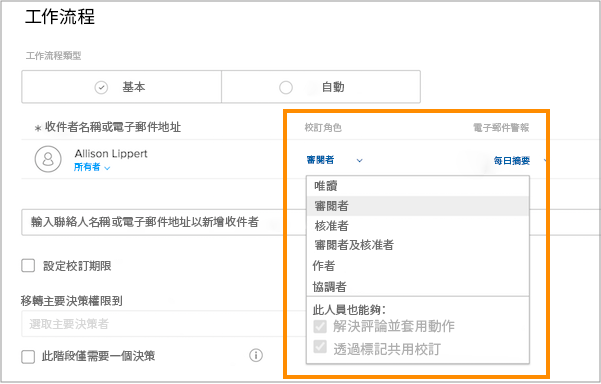 工作流程
工作流程類型
基本
自動
* 收件者名稱或電子郵件地址
校訂角色
電子郵件警報
Allison Lippert
所有者
審閱者
每日摘要
唯讀
審閱者
核准者
審閱者及核准者
作者
協調者
輸入聯絡人名稱或電子郵件地址以新增收件者
設定校訂期限
移轉主要決策權限到
選取主要決策者
此階段僅需要一個決策
此人員也能夠:
解決評論並套用動作
透過標記共用校訂